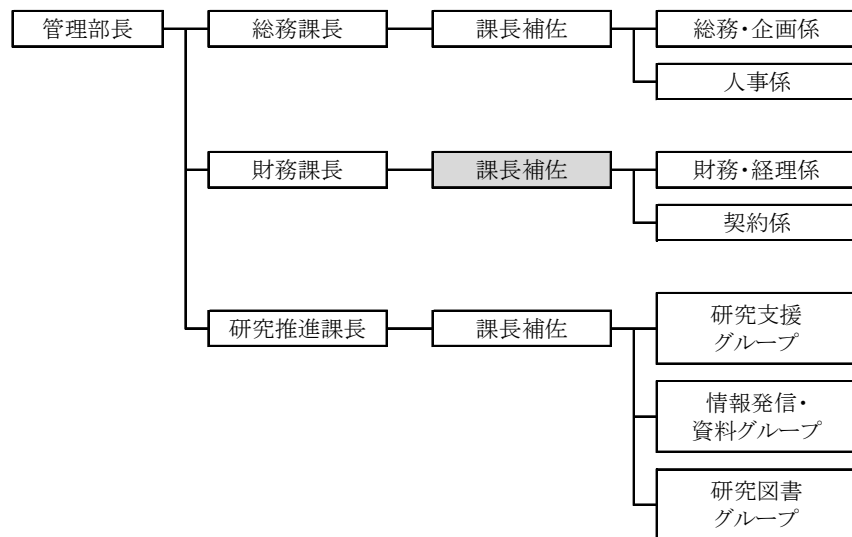 管理部長
総務課長
課長補佐
総務・企画係
人事係
財務課長
課長補佐
財務・経理係
契約係
研究推進課長
課長補佐
研究支援
グループ
情報発信・
資料グループ
研究図書
グループ